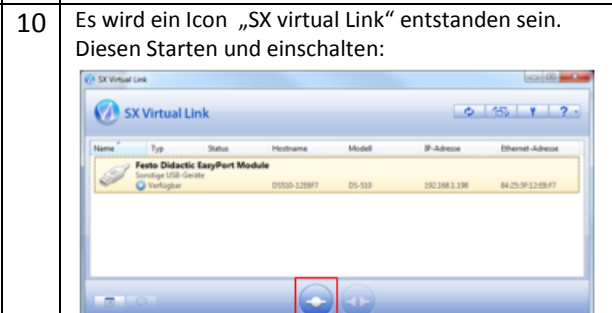 10
Es wird ein Icon „SX virtual Link“ entstanden sein.
Diesen Starten und einschalten:
SX Virtual Link
SX Virtual Link
Name Typ Status Hostname Modell IP-Adresse Ethernet-Adresse
Festo Didactic EasyPort Module
Sonstige USB-Geräte
Verfügbar DS510-12E8F7 DS-510 192.168.1.198 84:25:3F:12:E8:F7